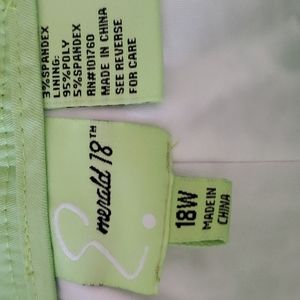 3%SPANDEX
LINING:
95%POLY
5%SPANDEX
RN#101760
MADE IN CHINA
SEE REVERSE
FOR CARE
Emerald 18TH
18W
MADE IN
CHINA